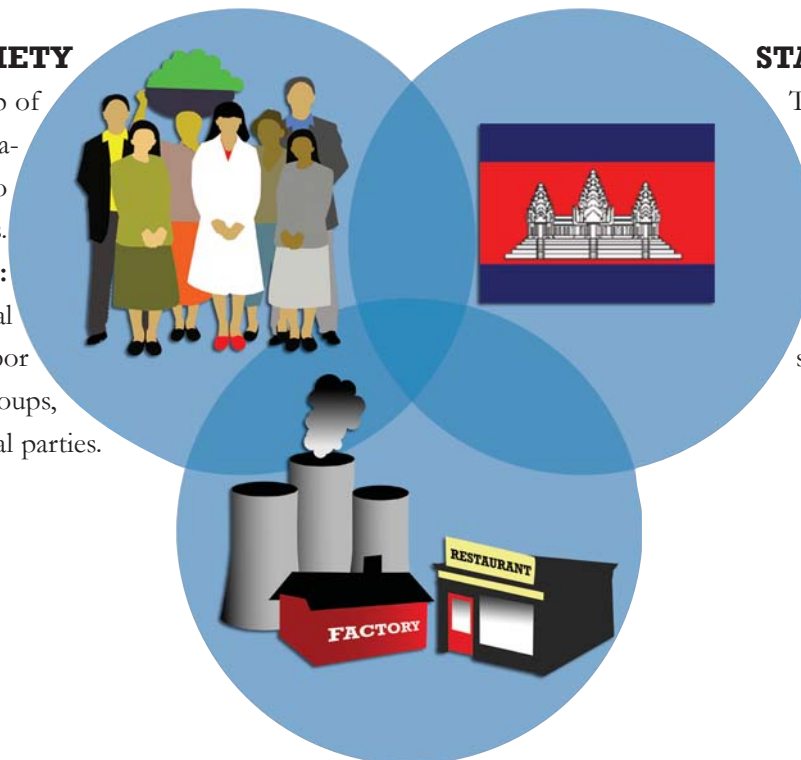 IETY
o of
a-
o
s.
:
al
oor
oups,
al parties.
STA
T
s
RESTAURANT
FACTORY